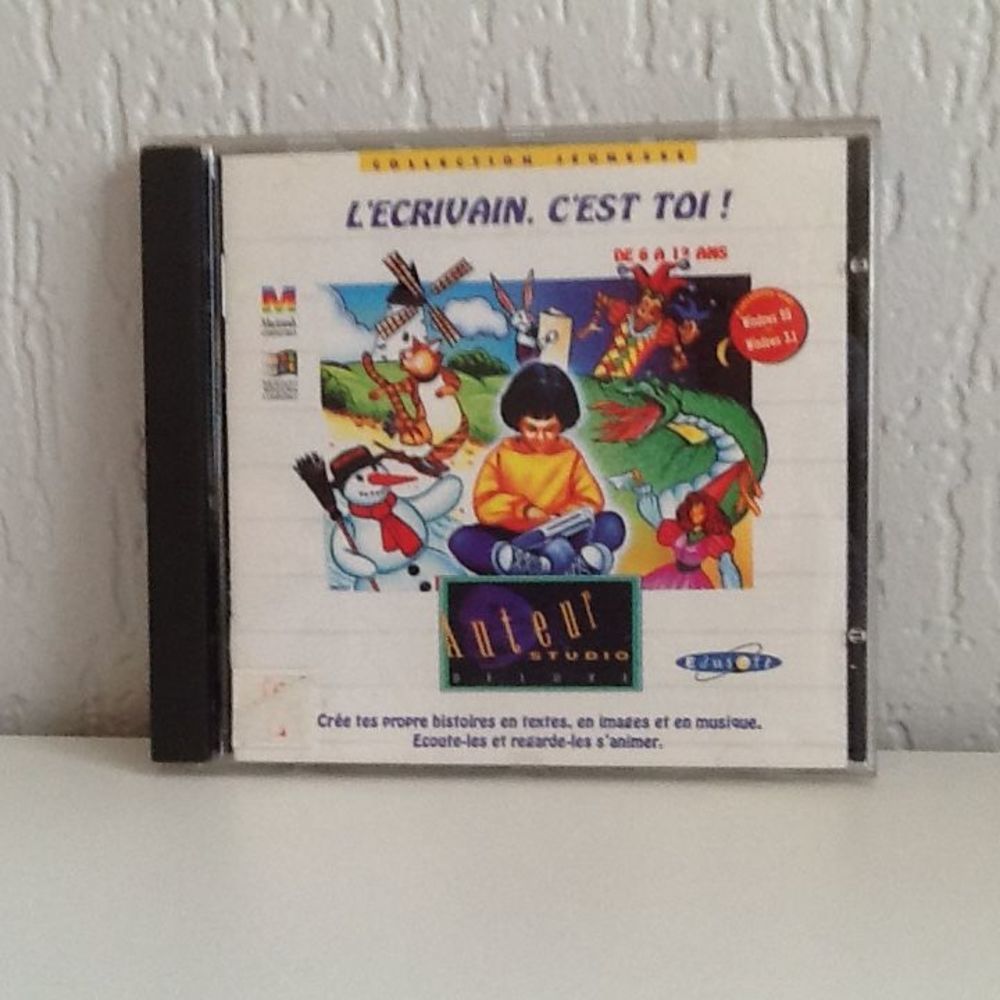 COLLECTION JEUNESSE
L'ECRIVAIN, C'EST TOI !
DE 6 A 12 ANS
M
Windows 95
Windows 3.1
Auteur
STUDIO
DELUXE
Edusoft
Crée tes propre histoires en textes, en images et en musique.
Ecoute-les et regarde-les s'animer.